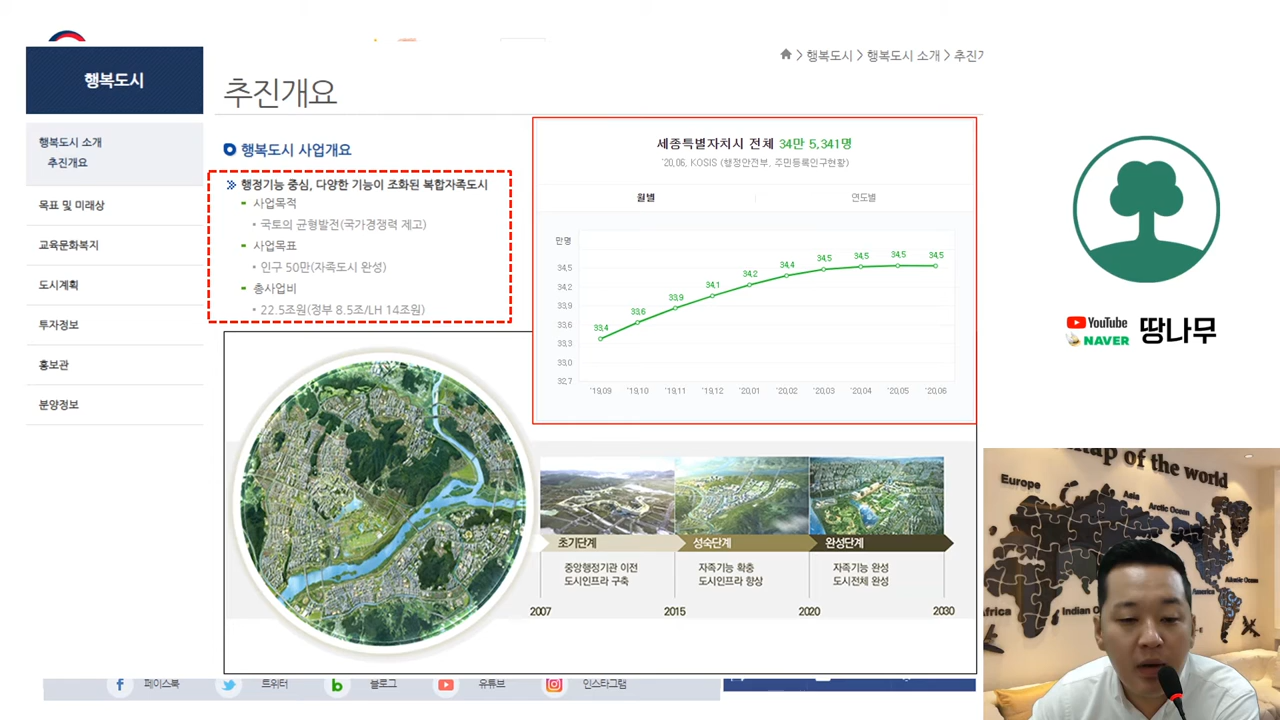 행복도시
행복도시 소개
추진개요
목표 및 미래상
교육문화복지
도시계획
투자정보
홍보관
분양정보
> 행복도시 > 행복도시 소개 > 추진
추진개요
행복도시 사업개요
행정기능 중심, 다양한 기능이 조화된 복합자족도시
사업목적
• 국토의 균형발전(국가경쟁력 제고)
사업목표
• 인구 50만(자족도시 완성)
총사업비
• 22.5조원(정부 8.5조/LH 14조원)
세종특별자치시 전체 34만 5,341명
'20.06. KOSIS (행정안전부, 주민등록인구현황)
월별 연도별
만명
34,5
34,2
33,9
33,6
33,3
33,0
32,7
33,4 33,6 33,9 34,1 34,2 34,4 34,5 34,5 34,5 34,5
'19.09 '19.10 '19.11 '19.12 '20.01 '20.02 '20.03 '20.04 '20.05 '20.06
초기단계 성숙단계 완성단계
중앙행정기관 이전
도시인프라 구축
자족기능 확충
도시인프라 향상
자족기능 완성
도시전체 완성
2007 2015 2020 2030
페이스북 트위터 블로그 유튜브 인스타그램
YouTube
NAVER
땅나무
map of the world
Europe
Asia
Arctic Ocean
Atlantic Ocean
America
Africa
Indian O